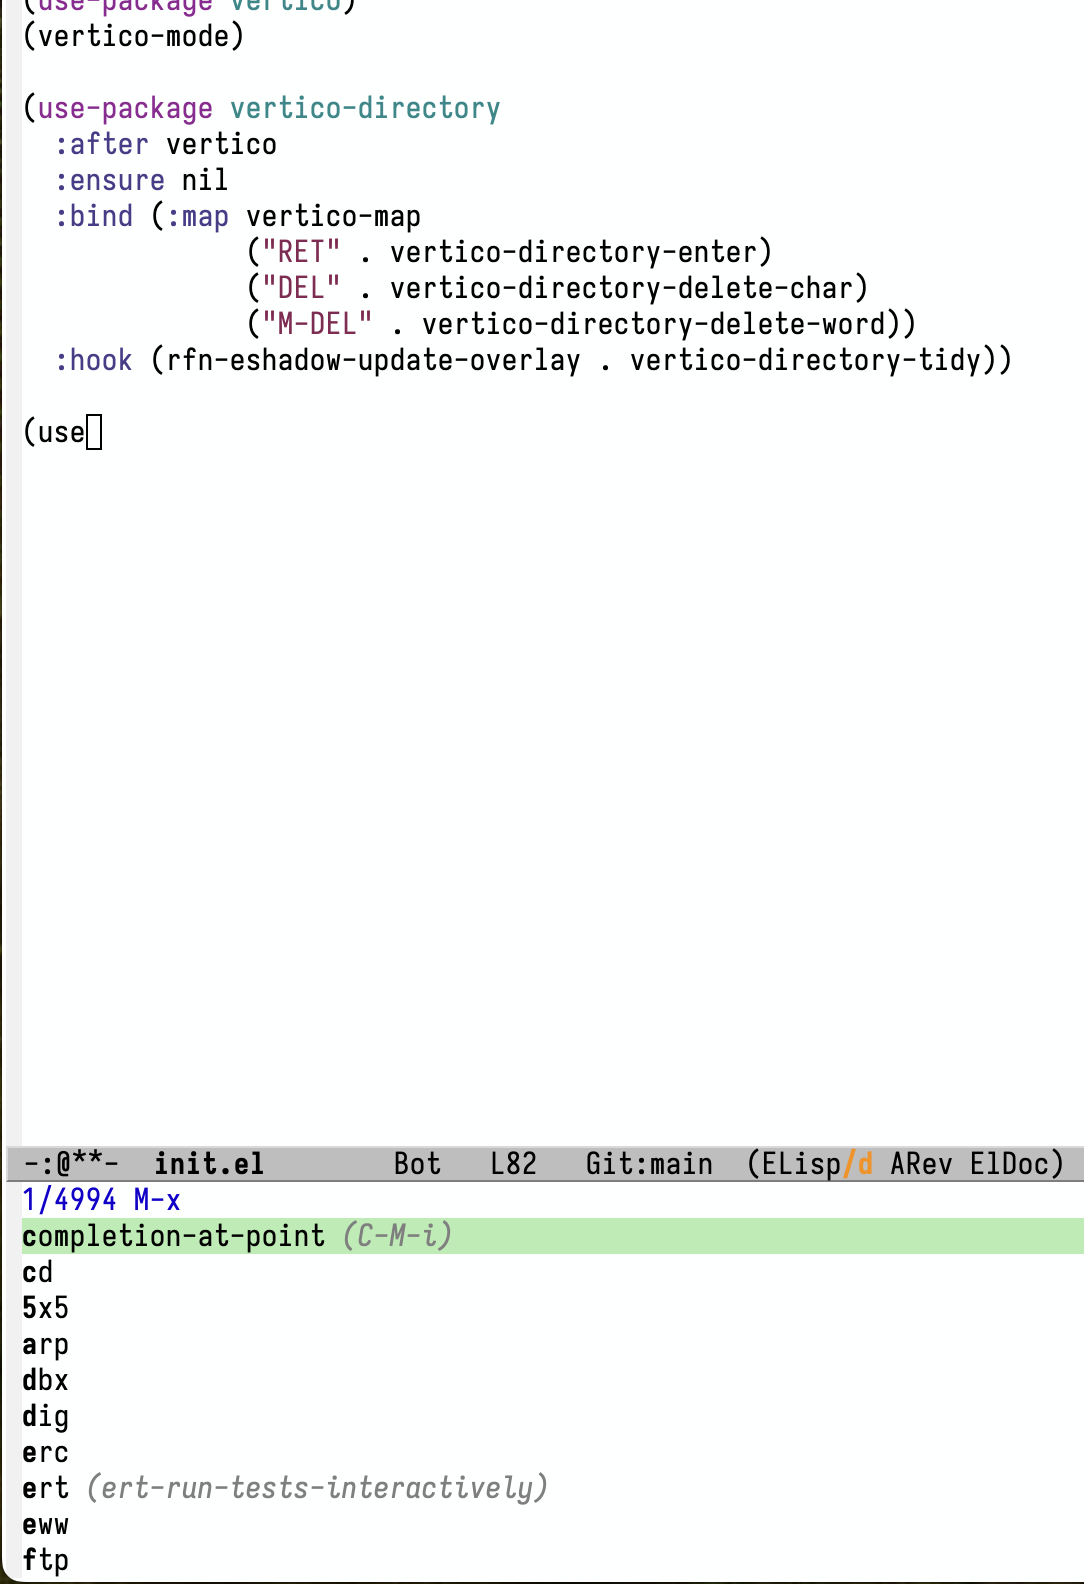 (use-package vertico)
(vertico-mode)

(use-package vertico-directory
  :after vertico
  :ensure nil
  :bind (:map vertico-map
              ("RET" . vertico-directory-enter)
              ("DEL" . vertico-directory-delete-char)
              ("M-DEL" . vertico-directory-delete-word))
  :hook (rfn-eshadow-update-overlay . vertico-directory-tidy))

(use
-:@**-  init.el        Bot   L82   Git:main  (ELisp/d ARev ElDoc)
1/4994 M-x
completion-at-point (C-M-i)
cd
5x5
arp
dbx
dig
erc
ert (ert-run-tests-interactively)
eww
ftp